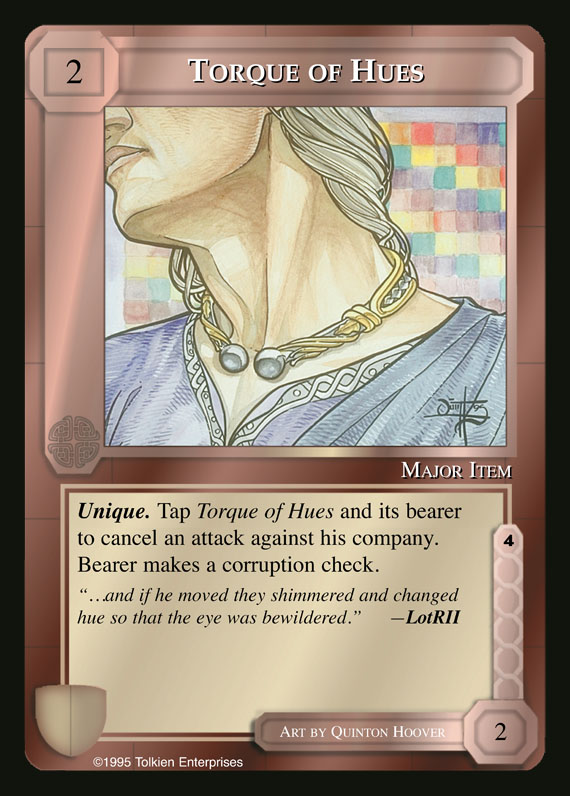 2
Torque of Hues
Major Item
Unique. Tap Torque of Hues and its bearer
to cancel an attack against his company.
Bearer makes a corruption check.
“…and if he moved they shimmered and changed
hue so that the eye was bewildered.” —LotRII
4
Art by Quinton Hoover
2
©1995 Tolkien Enterprises